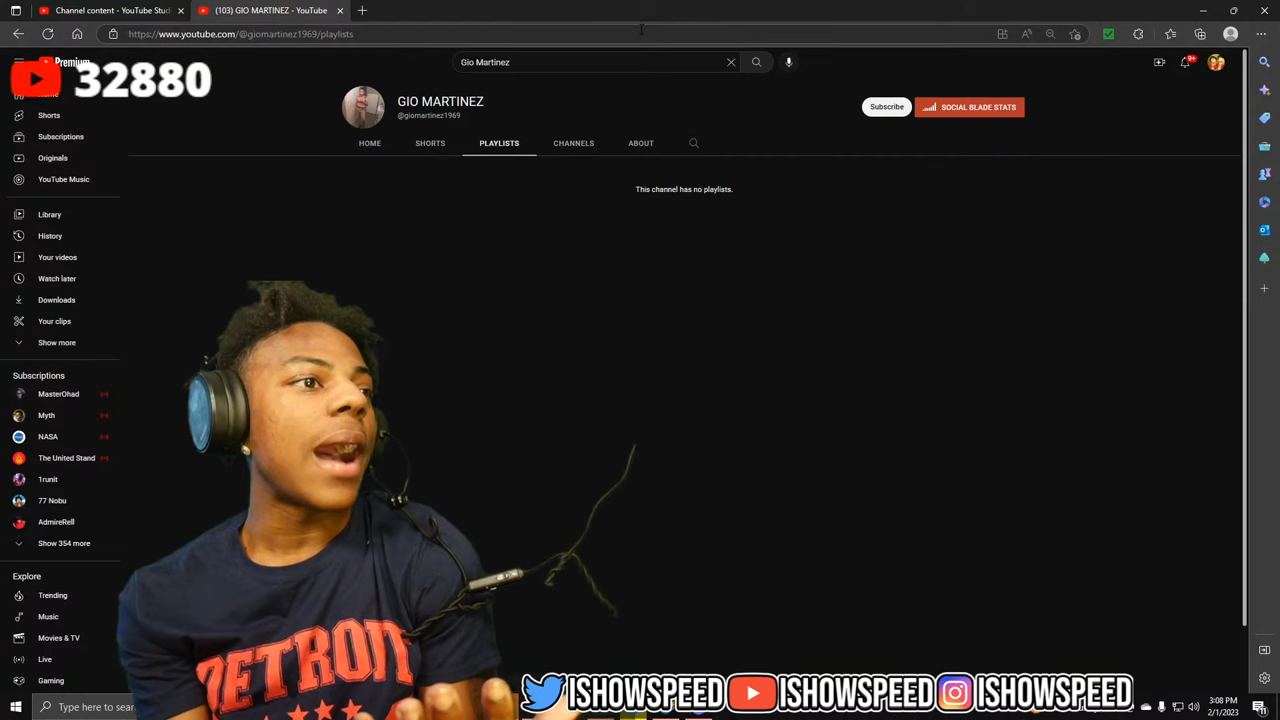 Channel content - YouTube Stud
(103) GIO MARTINEZ - YouTube
https://www.youtube.com/@giomartinez1969/playlists
Premium
32880
Gio Martinez
9+
GIO MARTINEZ
@giomartinez1969
Subscribe
SOCIAL BLADE STATS
HOME
SHORTS
PLAYLISTS
CHANNELS
ABOUT
This channel has no playlists.
Shorts
Subscriptions
Originals
YouTube Music
Library
History
Your videos
Watch later
Downloads
Your clips
Show more
Subscriptions
MasterOhad
Myth
NASA
The United Stand
1runit
77 Nobu
AdmireRell
Show 354 more
Explore
Trending
Music
Movies & TV
Live
Gaming
DETROIT
ISHOWSPEED
ISHOWSPEED
ISHOWSPEED
Type here to sear
3:08 PM
2/1/2023